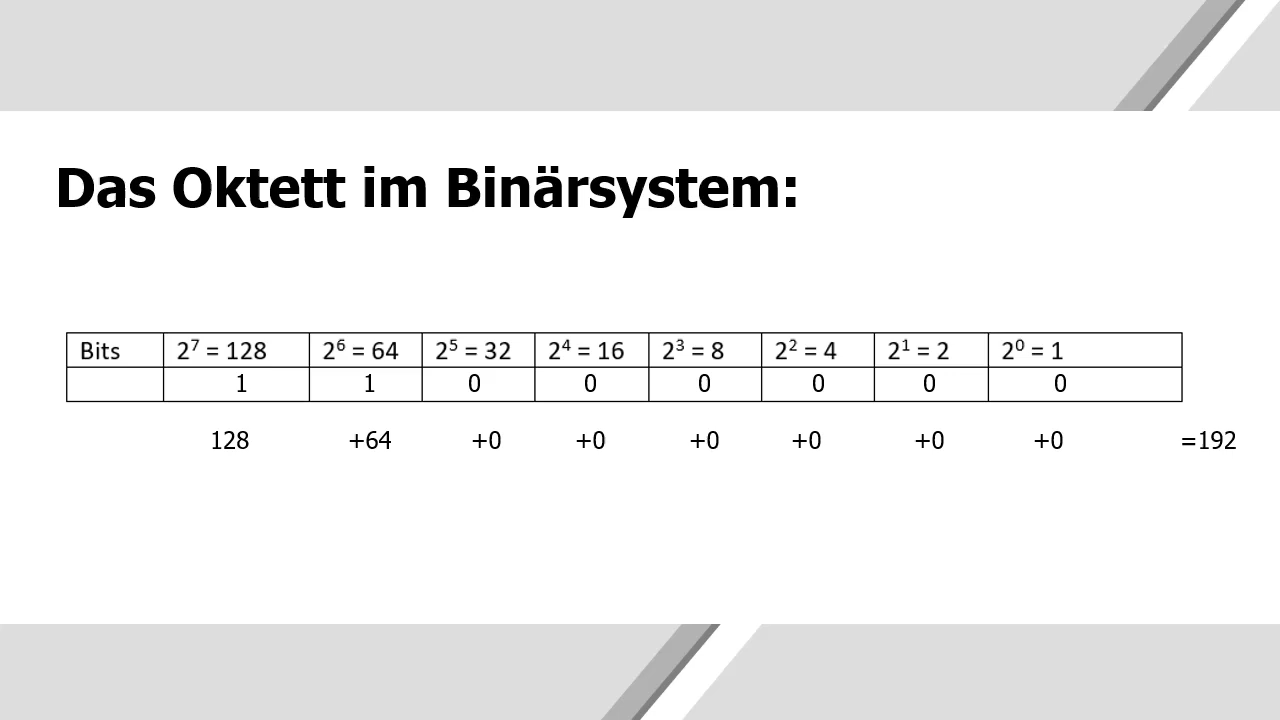 Das Oktett im Binärsystem:
Bits 2⁷ = 128 2⁶ = 64 2⁵ = 32 2⁴ = 16 2³ = 8 2² = 4 2¹ = 2 2⁰ = 1
1 1 0 0 0 0 0 0
128 +64 +0 +0 +0 +0 +0 +0 =192